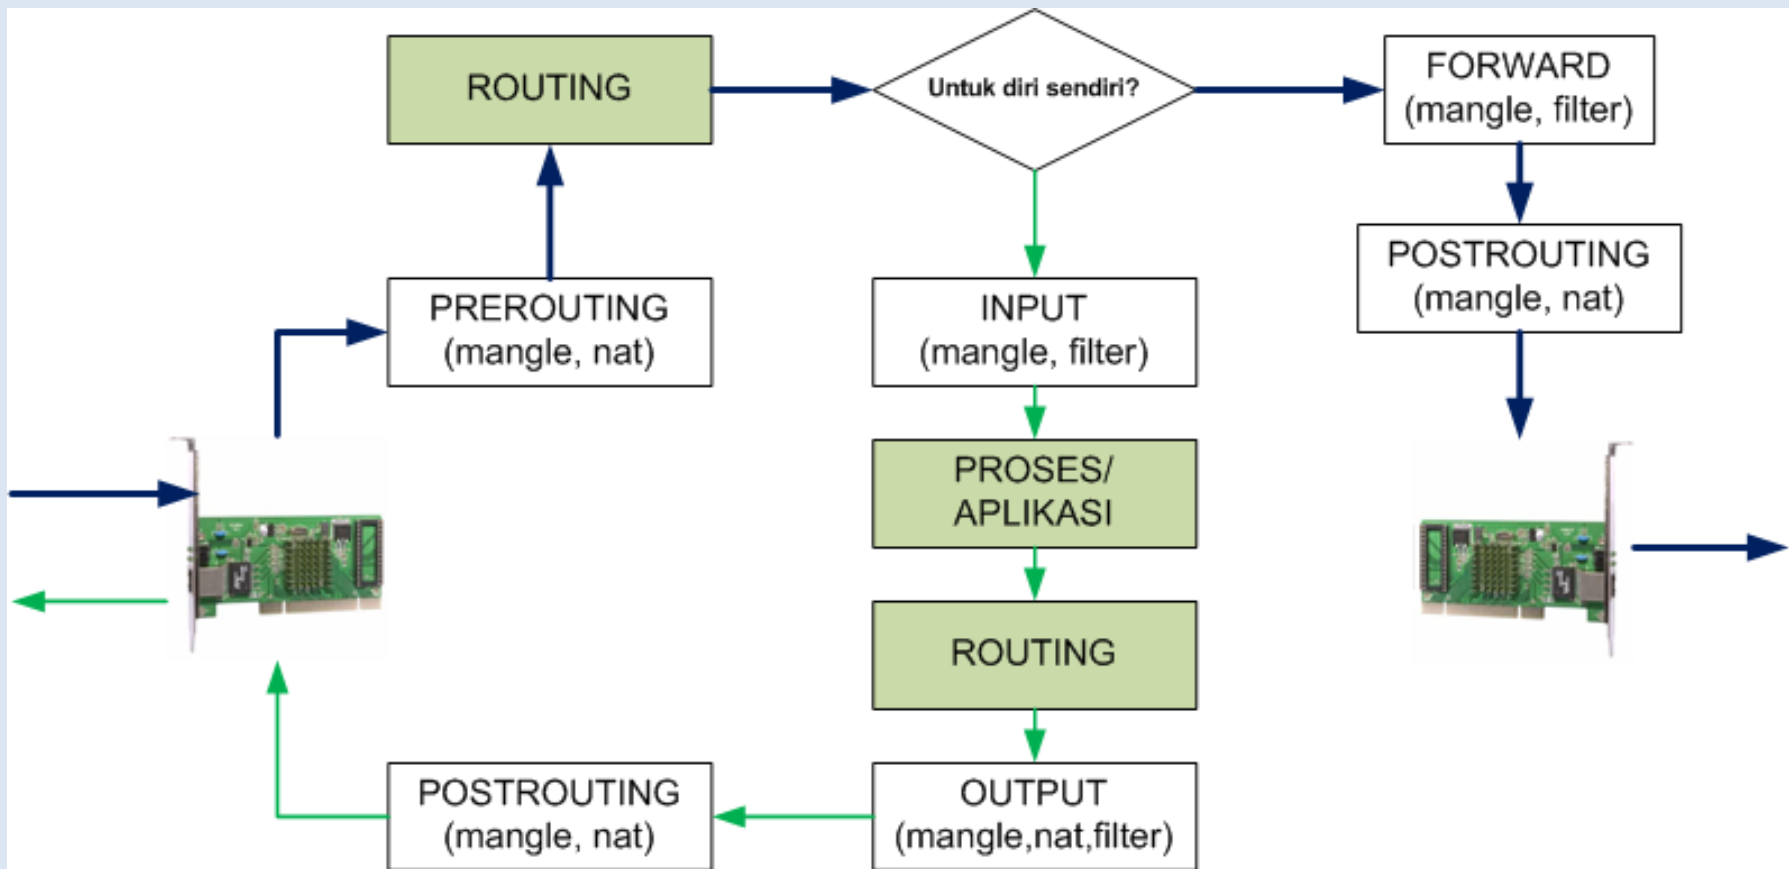 ROUTING
Untuk diri sendiri?
FORWARD
(mangle, filter)
PREROUTING
(mangle, nat)
INPUT
(mangle, filter)
POSTROUTING
(mangle, nat)
PROSES/
APLIKASI
ROUTING
POSTROUTING
(mangle, nat)
OUTPUT
(mangle,nat,filter)